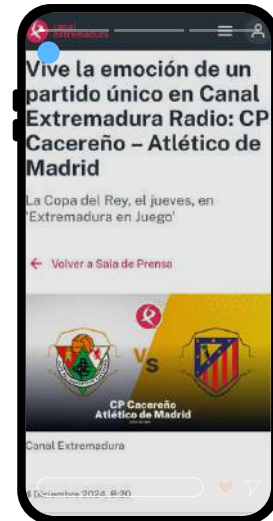 canal
extremadura
Vive la emoción de un
partido único en Canal
Extremadura Radio: CP
Cacereño – Atlético de
Madrid
La Copa del Rey, el jueves, en
'Extremadura en Juego'
← Volver a Sala de Prensa
Vs
CP Cacereño
Atlético de Madrid
Canal Extremadura
4 Diciembre 2024, 8:20